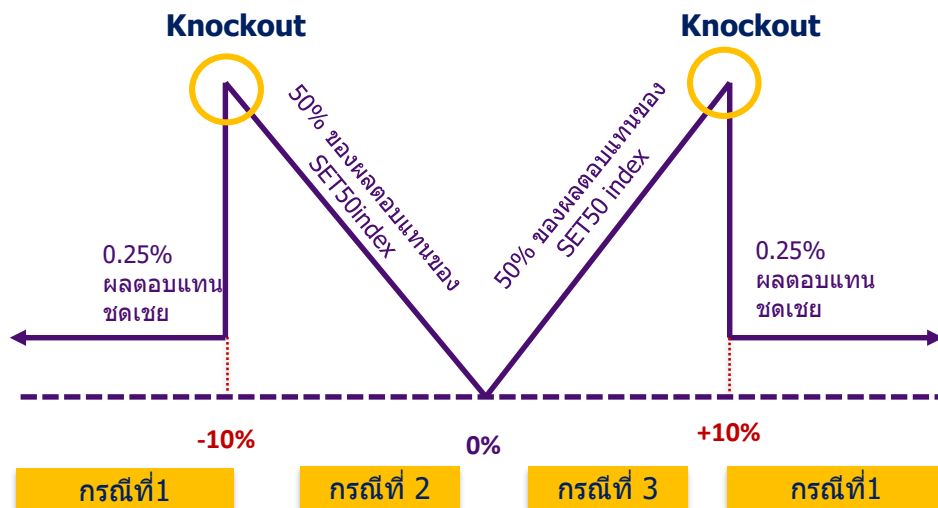 Knockout
Knockout
50% ของผลตอบแทนของ
SET50index
50% ของผลตอบแทนของ
SET50 index
0.25%
ผลตอบแทน
ชดเชย
0.25%
ผลตอบแทน
ชดเชย
-10%
0%
+10%
กรณีที่1
กรณีที่ 2
กรณีที่ 3
กรณีที่1